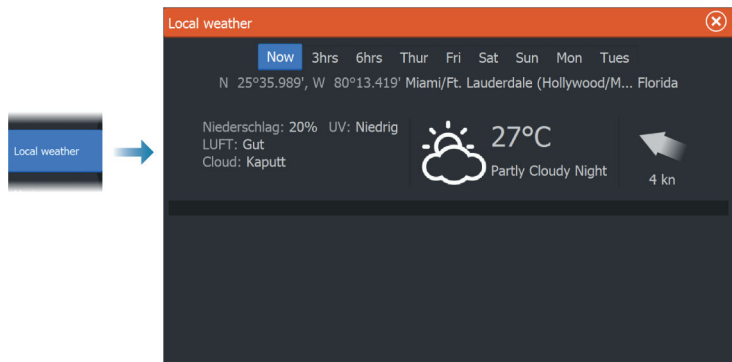 Local weather
Now 3hrs 6hrs Thur Fri Sat Sun Mon Tues
N 25°35.989', W 80°13.419' Miami/Ft. Lauderdale (Hollywood/M... Florida
Niederschlag: 20% UV: Niedrig
LUFT: Gut
Cloud: Kaputt
27°C
Partly Cloudy Night
4 kn
Local weather